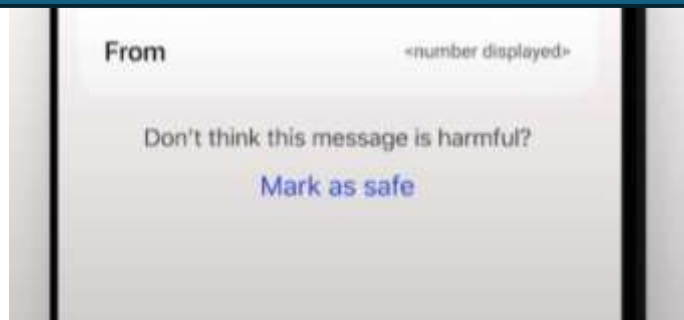 From <number displayed>
Don't think this message is harmful?
Mark as safe